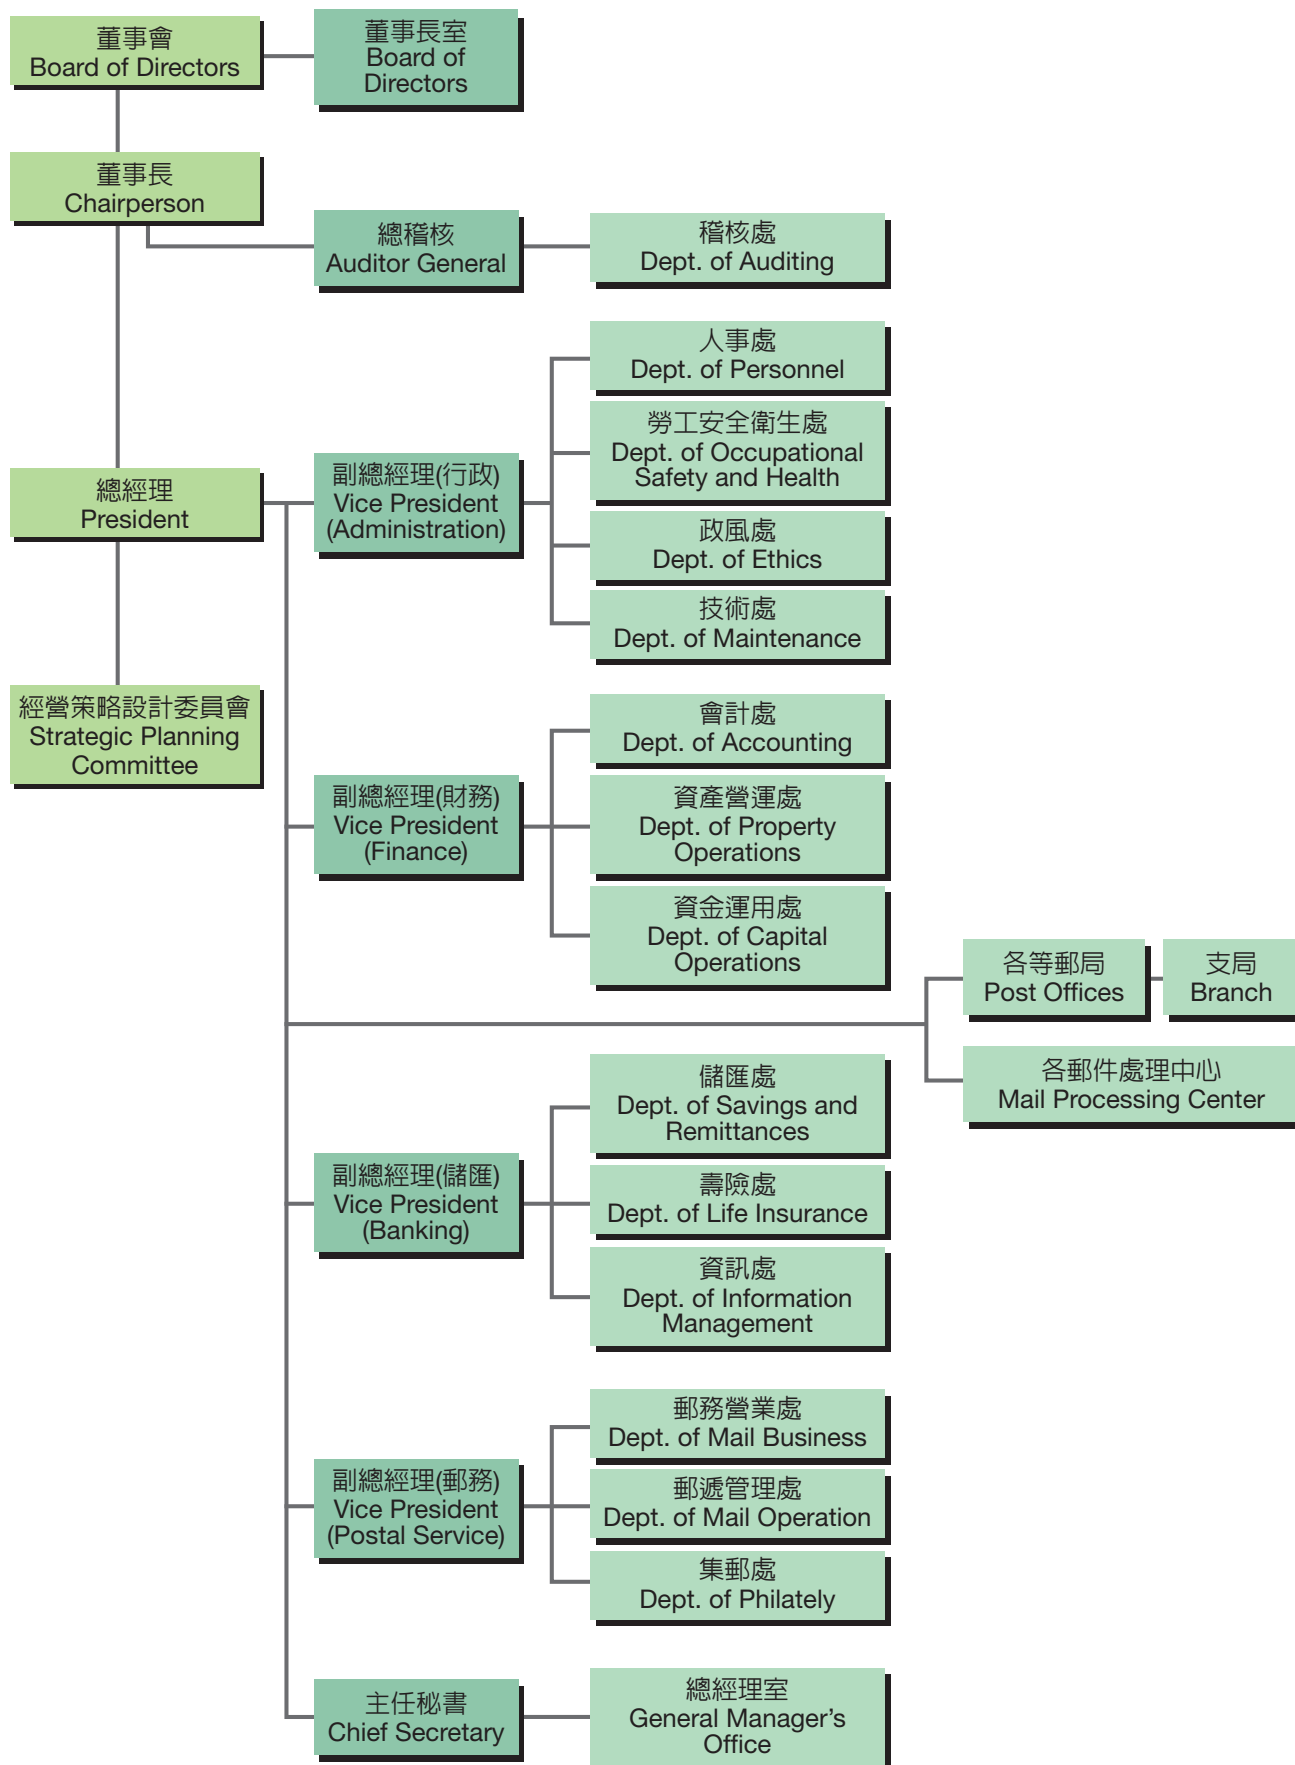 董事會
Board of Directors
董事長室
Board of
Directors
董事長
Chairperson
總稽核
Auditor General
稽核處
Dept. of Auditing
人事處
Dept. of Personnel
勞工安全衛生處
Dept. of Occupational
Safety and Health
總經理
President
副總經理(行政)
Vice President
(Administration)
政風處
Dept. of Ethics
技術處
Dept. of Maintenance
經營策略設計委員會
Strategic Planning
Committee
會計處
Dept. of Accounting
副總經理(財務)
Vice President
(Finance)
資產營運處
Dept. of Property
Operations
資金運用處
Dept. of Capital
Operations
各等郵局
Post Offices
支局
Branch
各郵件處理中心
Mail Processing Center
儲匯處
Dept. of Savings and
Remittances
副總經理(儲匯)
Vice President
(Banking)
壽險處
Dept. of Life Insurance
資訊處
Dept. of Information
Management
郵務營業處
Dept. of Mail Business
副總經理(郵務)
Vice President
(Postal Service)
郵遞管理處
Dept. of Mail Operation
集郵處
Dept. of Philately
主任秘書
Chief Secretary
總經理室
General Manager's
Office